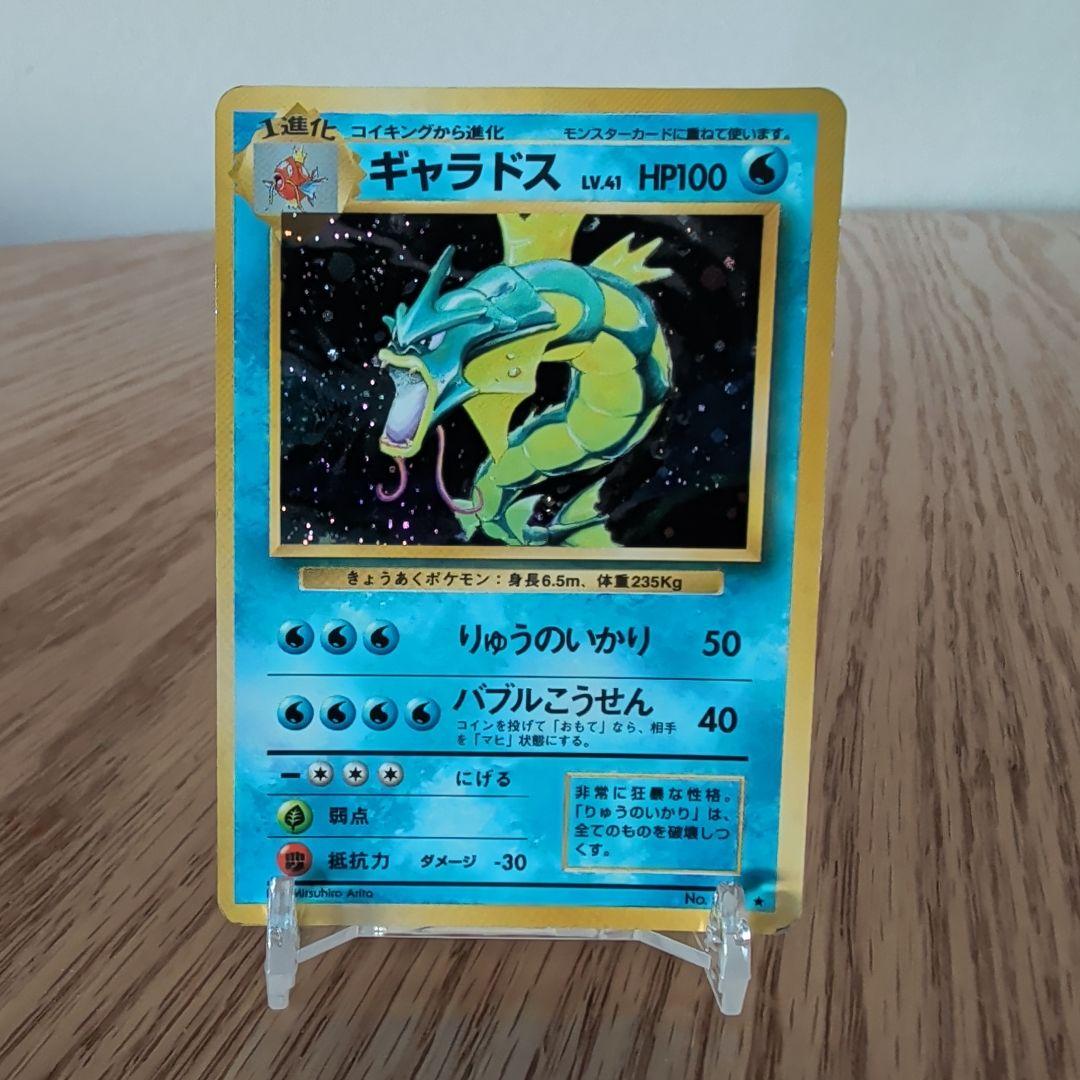 1進化 コイキングから進化 モンスターカードに重ねて使います。
ギャラドス LV.41 HP100
きょうあくポケモン：身長6.5m、体重235Kg
りゅうのいかり 50
バブルこうせん 40
コインを投げて「おもて」なら、相手
を「マヒ」状態にする。
にげる
弱点
抵抗力 ダメージ -30
非常に狂暴な性格。
「りゅうのいかり」は、
全てのものを破壊しつ
くす。
Mitsuhiro Arita
No.